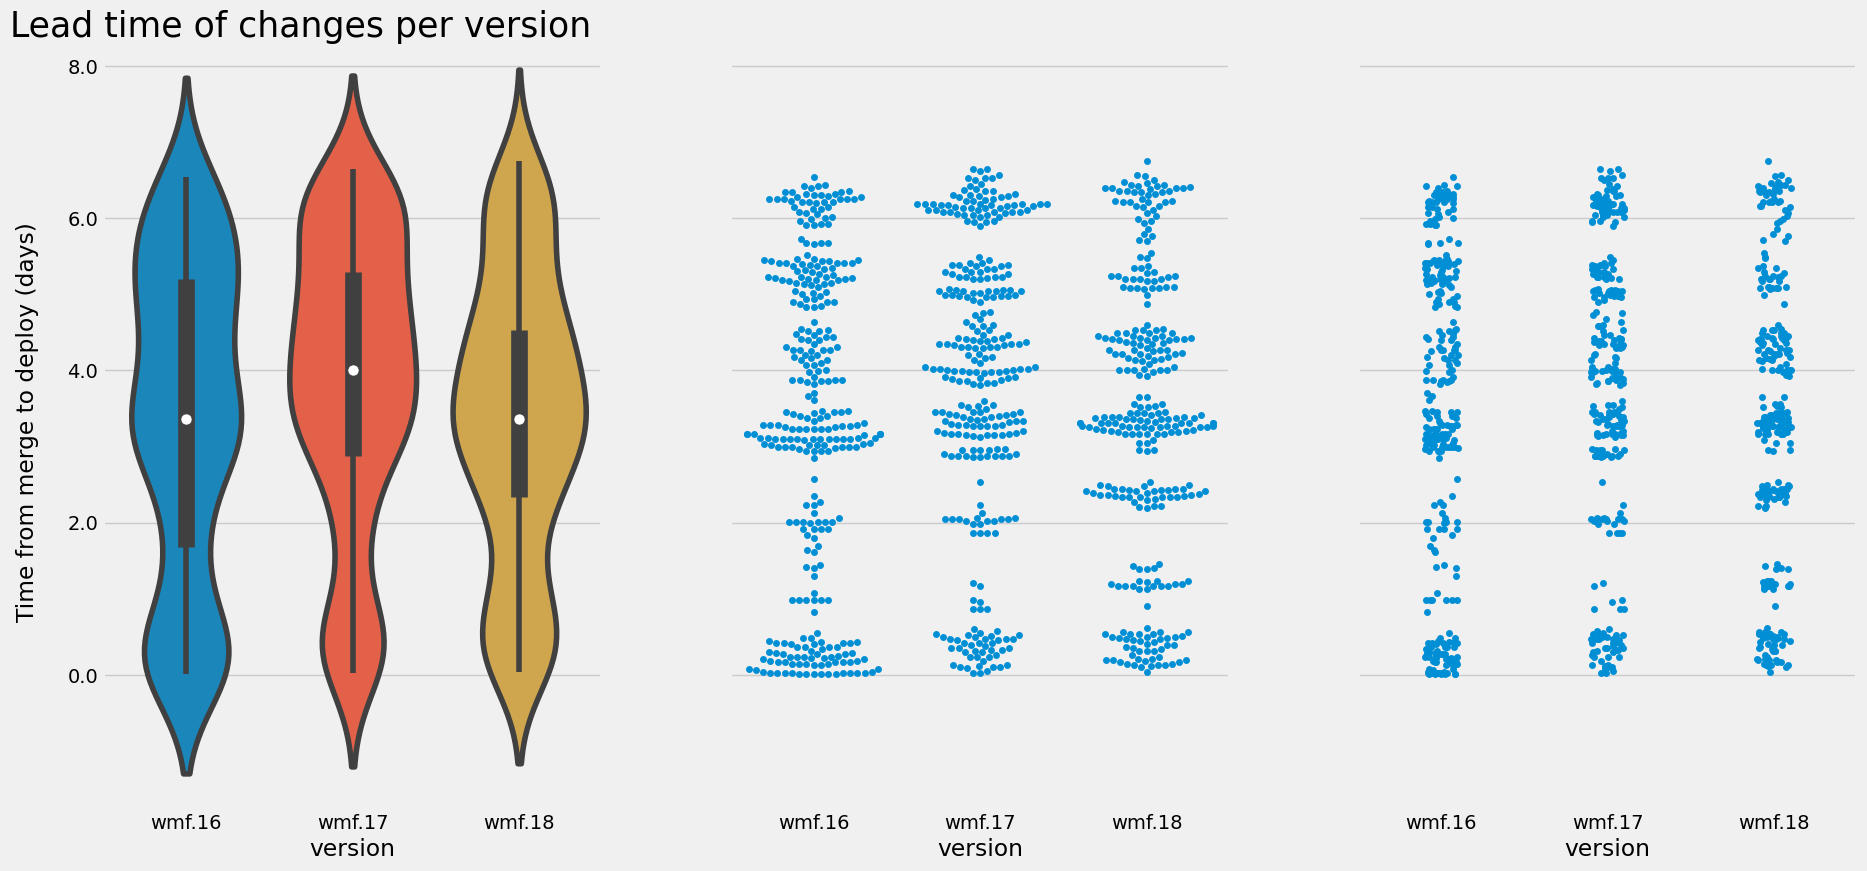 Lead time of changes per version
Time from merge to deploy (days)
8.0
6.0
4.0
2.0
0.0
wmf.16 wmf.17 wmf.18
version
wmf.16 wmf.17 wmf.18
version
wmf.16 wmf.17 wmf.18
version